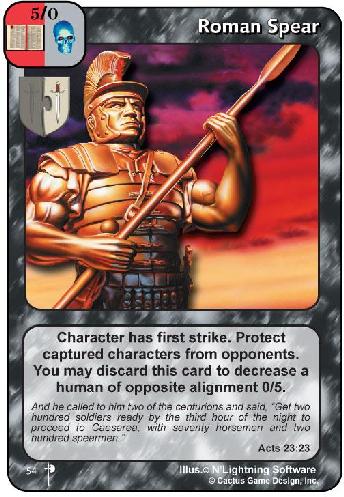 5/0
Roman Spear
Character has first strike. Protect
captured characters from opponents.
You may discard this card to decrease a
human of opposite alignment 0/5.
And he called to him two of the centurions and said, "Get two
hundred soldiers ready by the third hour of the night to
proceed to Caesarea, with seventy horsemen and two
hundred spearmen."
Acts 23:23
54
Illus.© N'Lightning Software
© Cactus Game Design, Inc.